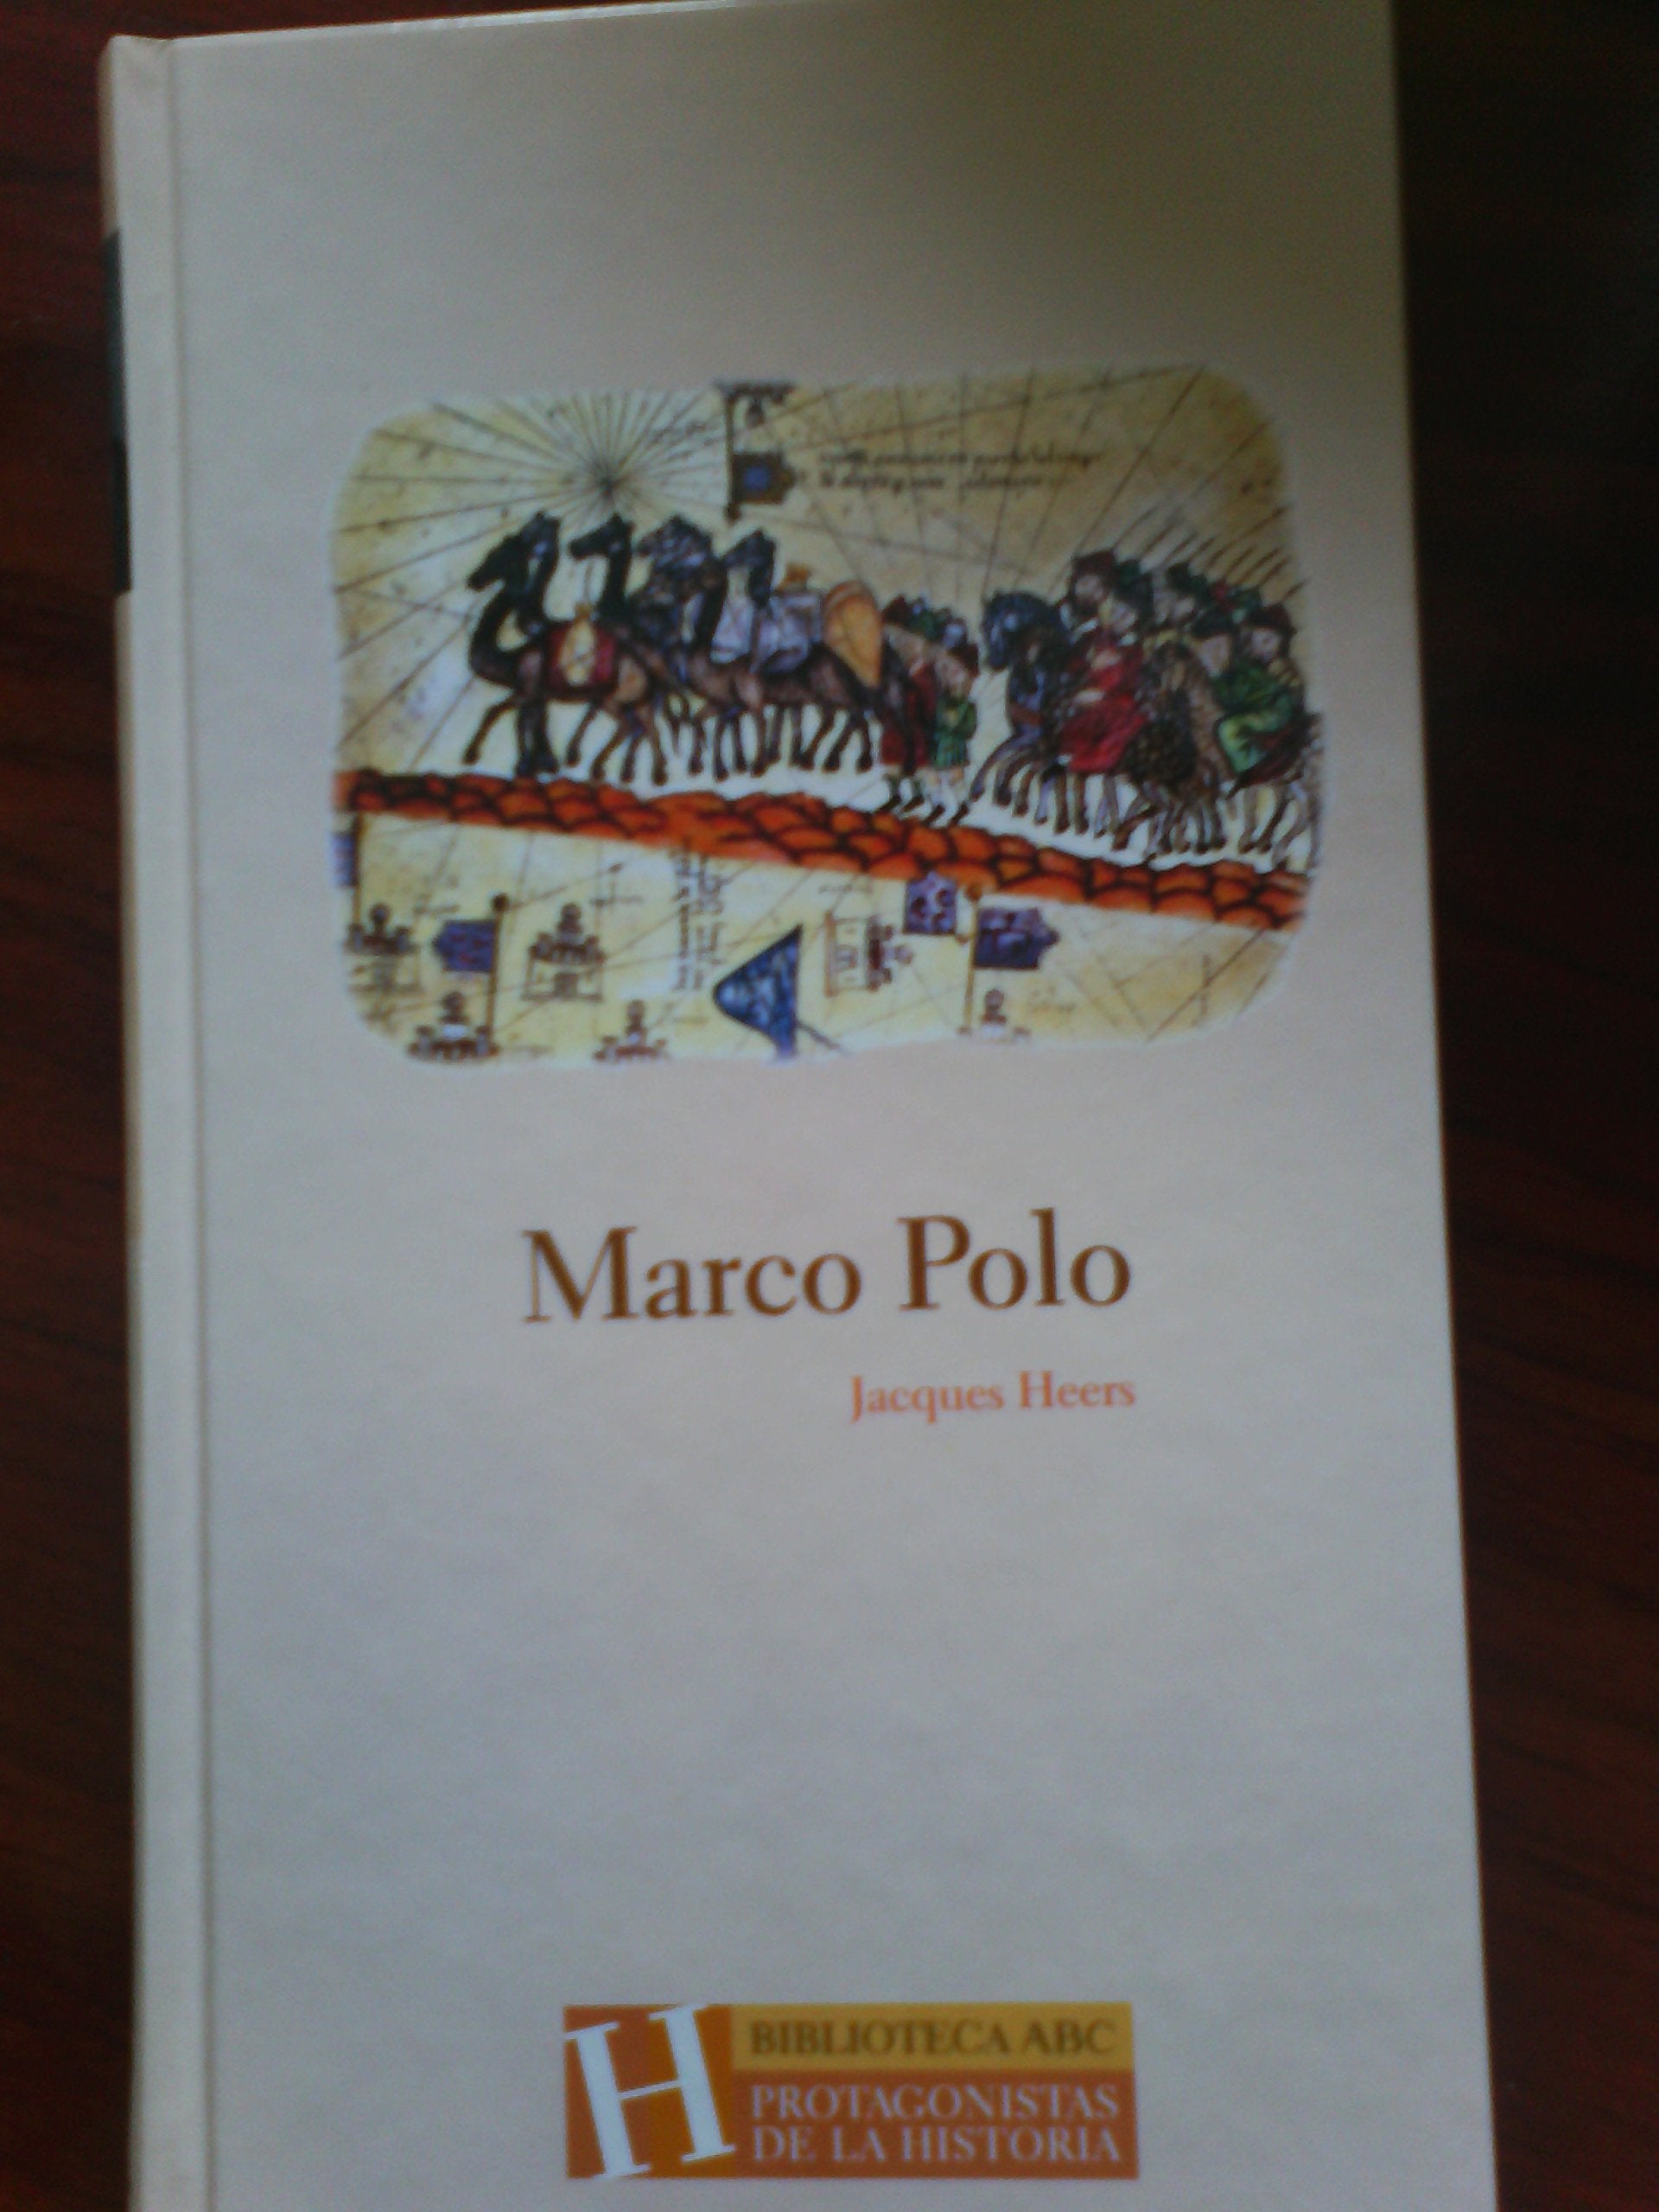 Marco Polo
Jacques Heers
H
BIBLIOTECA ABC
PROTAGONISTAS
DE LA HISTORIA